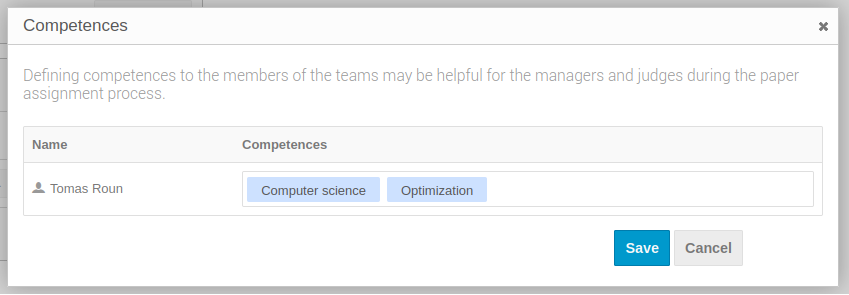 Competences
Defining competences to the members of the teams may be helpful for the managers and judges during the paper
assignment process.
Name Competences
Tomas Roun Computer science Optimization
Save Cancel